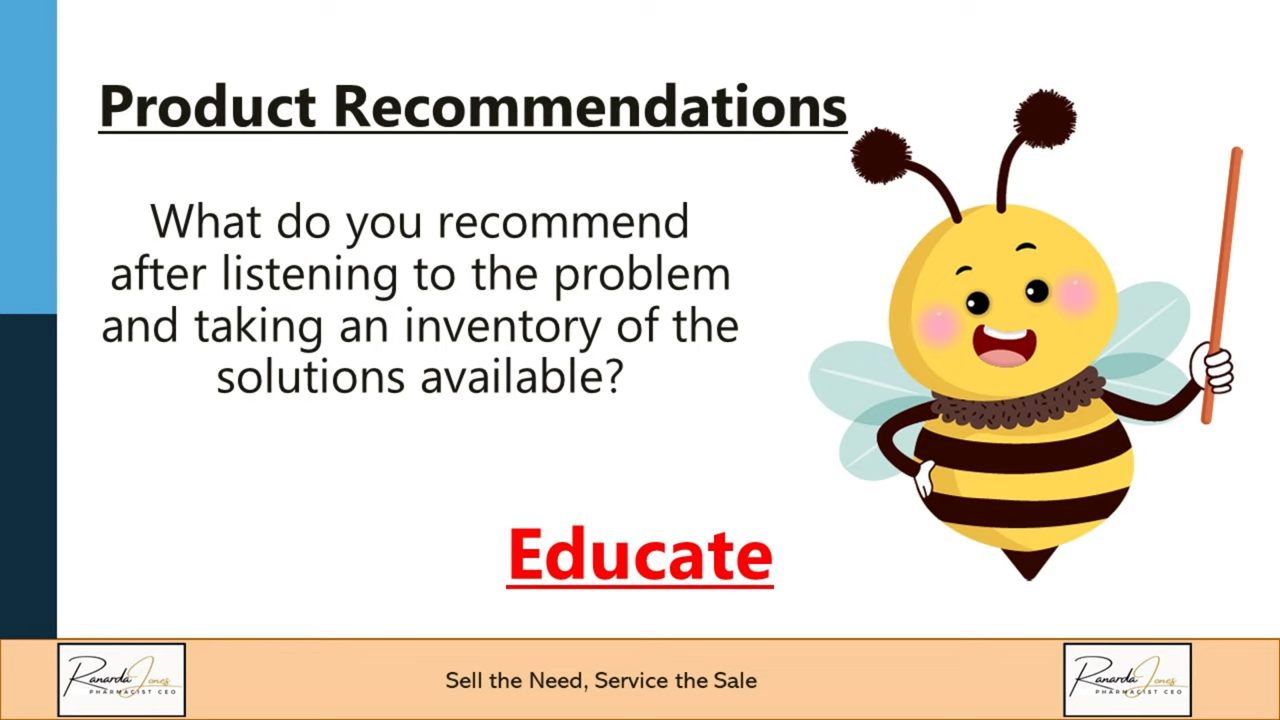 Product Recommendations
What do you recommend
after listening to the problem
and taking an inventory of the
solutions available?
Educate
Ranarda Jones
PHARMACIST CEO
Sell the Need, Service the Sale
Ranarda Jones
PHARMACIST CEO